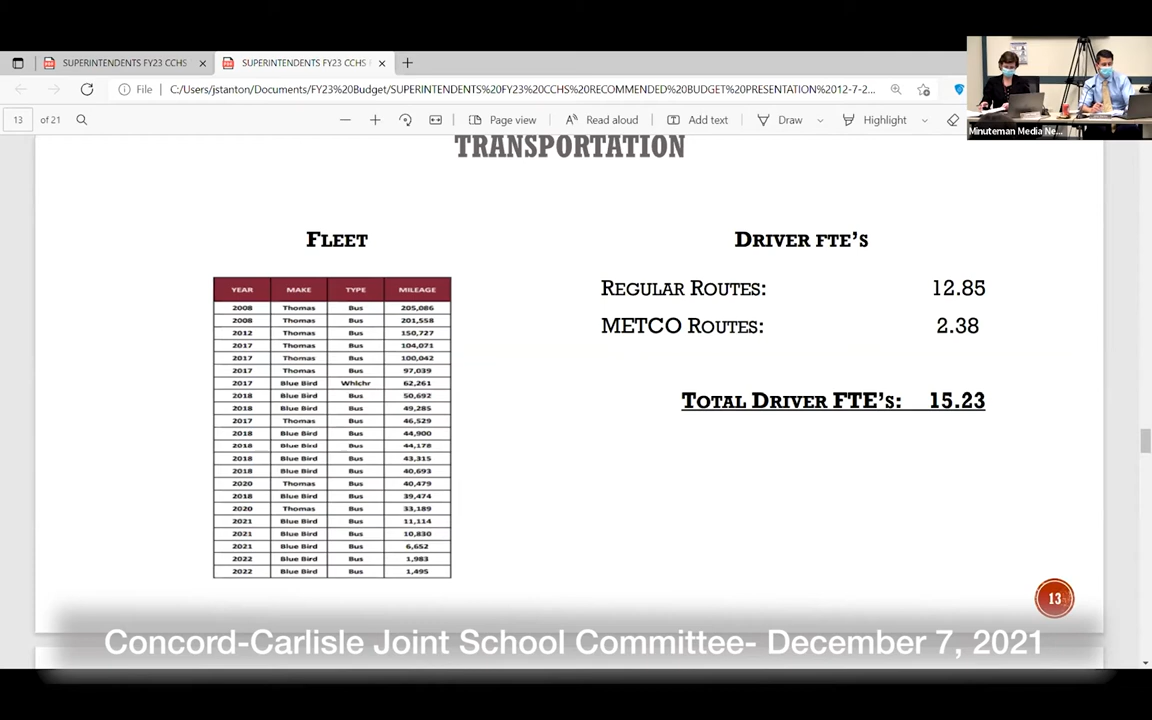 SUPERINTENDENTS FY23 CCHS
SUPERINTENDENTS FY23 CCHS
File
C:/Users/jstanton/Documents/FY23%20Budget/SUPERINTENDENTS%20FY23%20CCHS%20RECOMMENDED%20BUDGET%20PRESENTATION%2012-7-2...
13 of 21
Page view
Read aloud
Add text
Draw
Highlight
Minuteman Media Ne...
TRANSPORTATION
FLEET
YEAR MAKE TYPE MILEAGE
2008 Thomas Bus 205,086
2008 Thomas Bus 201,558
2012 Thomas Bus 150,727
2017 Thomas Bus 104,071
2017 Thomas Bus 100,042
2017 Thomas Bus 97,039
2017 Blue Bird Whlchr 62,261
2018 Blue Bird Bus 50,692
2018 Blue Bird Bus 49,285
2017 Thomas Bus 46,529
2018 Blue Bird Bus 44,900
2018 Blue Bird Bus 44,178
2018 Blue Bird Bus 43,315
2018 Blue Bird Bus 40,693
2020 Thomas Bus 40,479
2018 Blue Bird Bus 39,474
2020 Thomas Bus 33,189
2021 Blue Bird Bus 11,114
2021 Blue Bird Bus 10,830
2021 Blue Bird Bus 6,652
2022 Blue Bird Bus 1,983
2022 Blue Bird Bus 1,495
DRIVER FTE'S
REGULAR ROUTES: 12.85
METCO ROUTES: 2.38
TOTAL DRIVER FTE'S: 15.23
13
Concord-Carlisle Joint School Committee- December 7, 2021